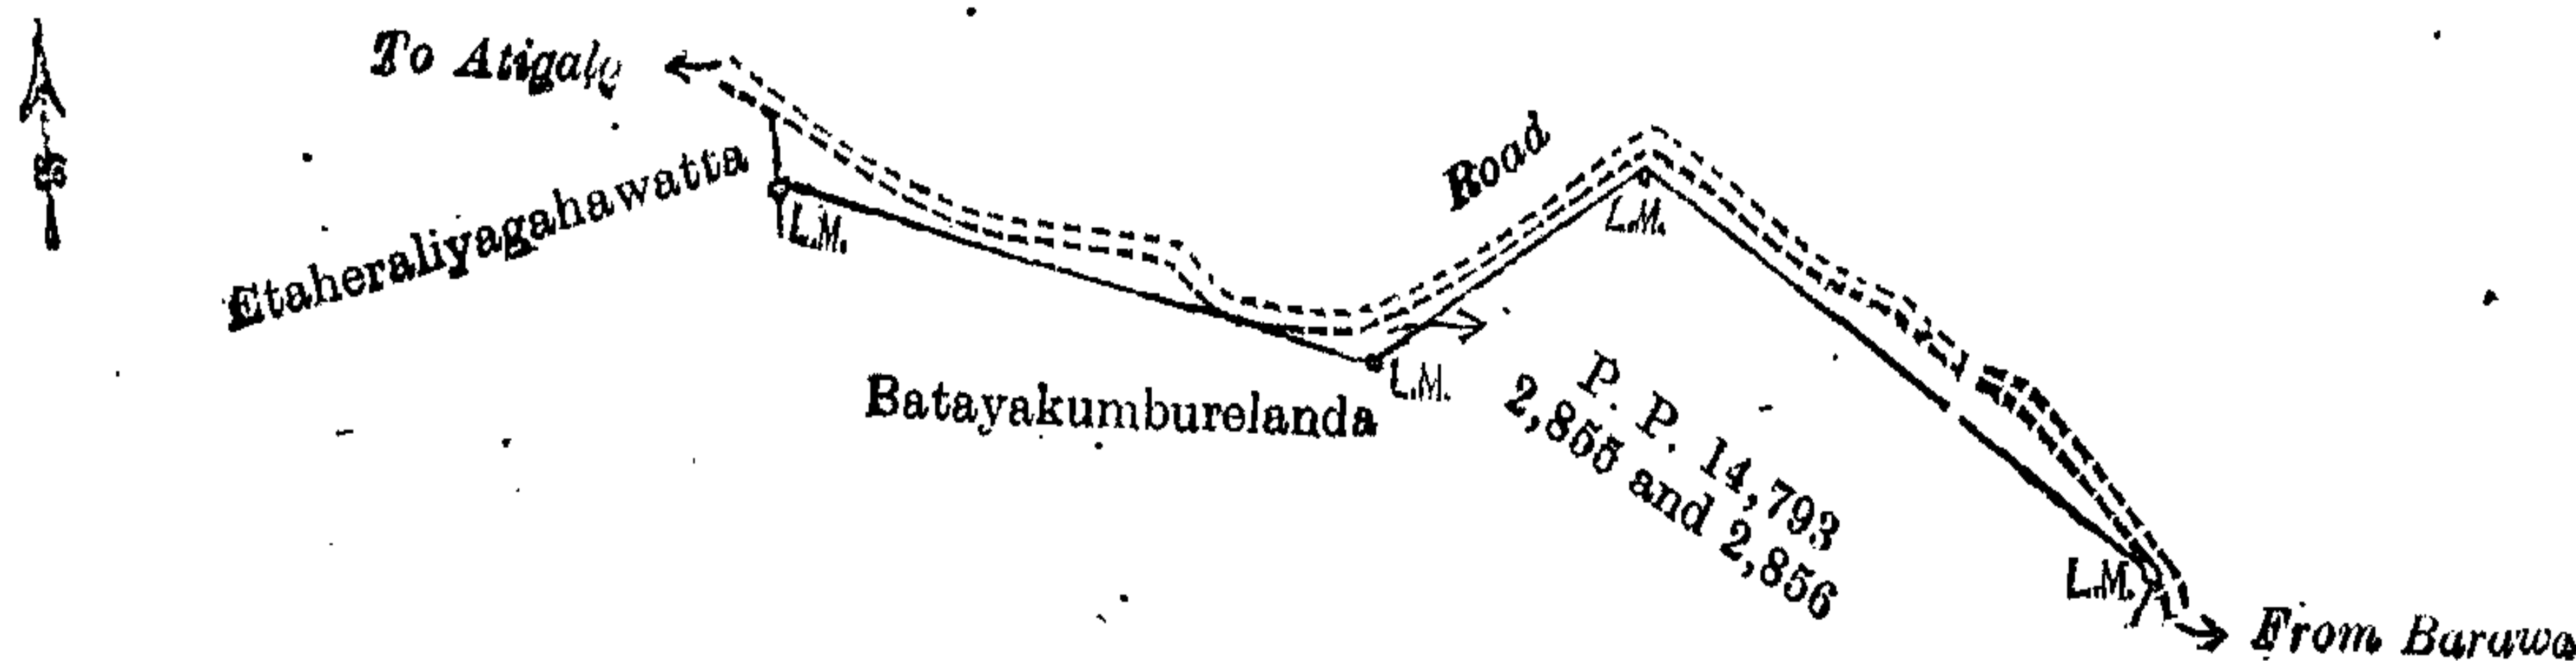 To Atigale
Etaheraliyagahawatta
L.M.
Road
L.M.
Batayakumburelanda
L.M.
P. P. 14,793
2,855 and 2,856
L.M.
From Barawa